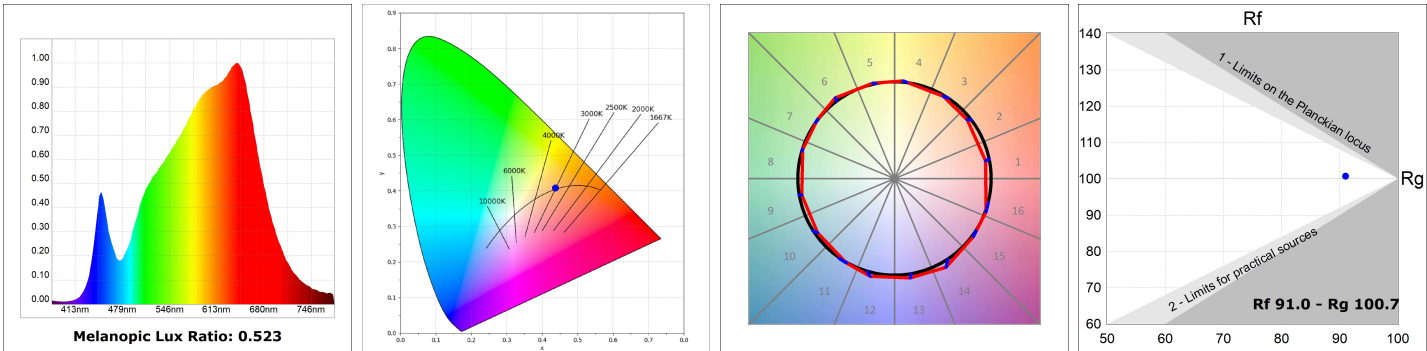 1.00
0.90
0.80
0.70
0.60
0.50
0.40
0.30
0.20
0.10
0.00
413nm 479nm 546nm 613nm 680nm 746nm
Melanopic Lux Ratio: 0.523
0.9
0.8
0.7
0.6
0.5
0.4
0.3
0.2
0.1
0.0
y
0.0 0.1 0.2 0.3 0.4 0.5 0.6 0.7 0.8
x
10000K
6000K
4000K
3000K
2500K
2000K
1667K
1
2
3
4
5
6
7
8
9
10
11
12
13
14
15
16
Rf
140
130
120
110
100
90
80
70
60
Rg
1 - Limits on the Planckian locus
2 - Limits for practical sources
Rf 91.0 - Rg 100.7
50 60 70 80 90 100